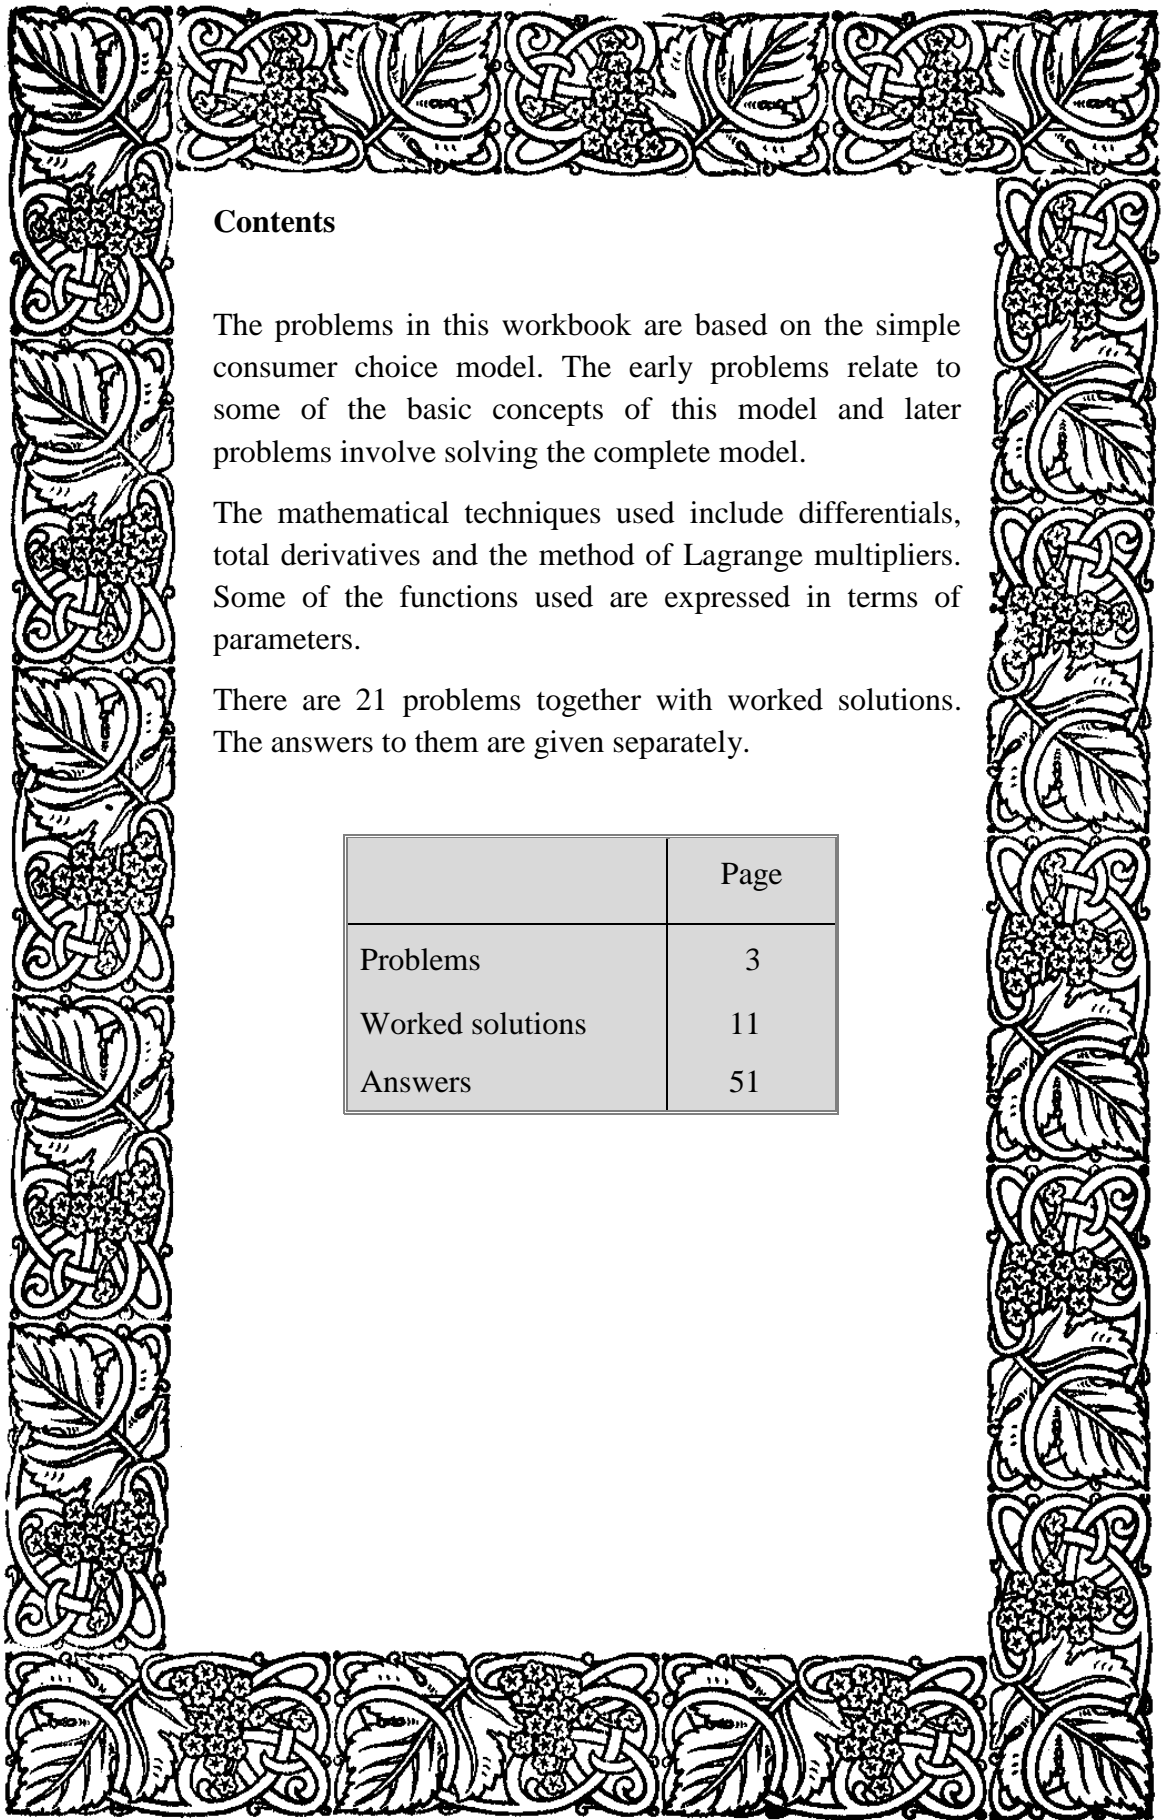 Contents
The problems in this workbook are based on the simple
consumer choice model. The early problems relate to
some of the basic concepts of this model and later
problems involve solving the complete model.
The mathematical techniques used include differentials,
total derivatives and the method of Lagrange multipliers.
Some of the functions used are expressed in terms of
parameters.
There are 21 problems together with worked solutions.
The answers to them are given separately.
Page
Problems 3
Worked solutions 11
Answers 51